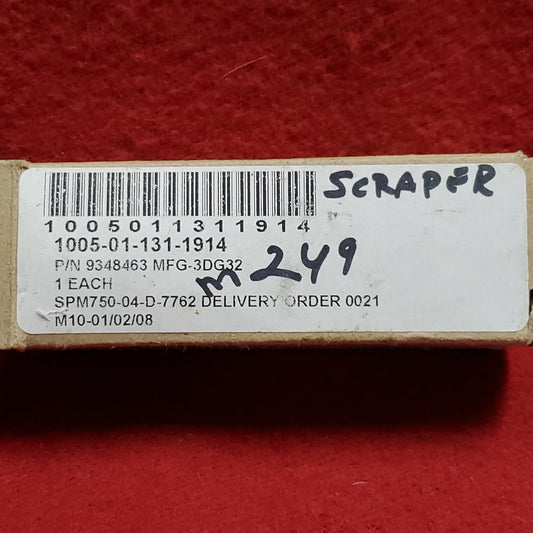 SCRAPER
1005011311914
1005-01-131-1914
P/N 9348463 MFG-3DG32
M249
1 EACH
SPM750-04-D-7762 DELIVERY ORDER 0021
M10-01/02/08